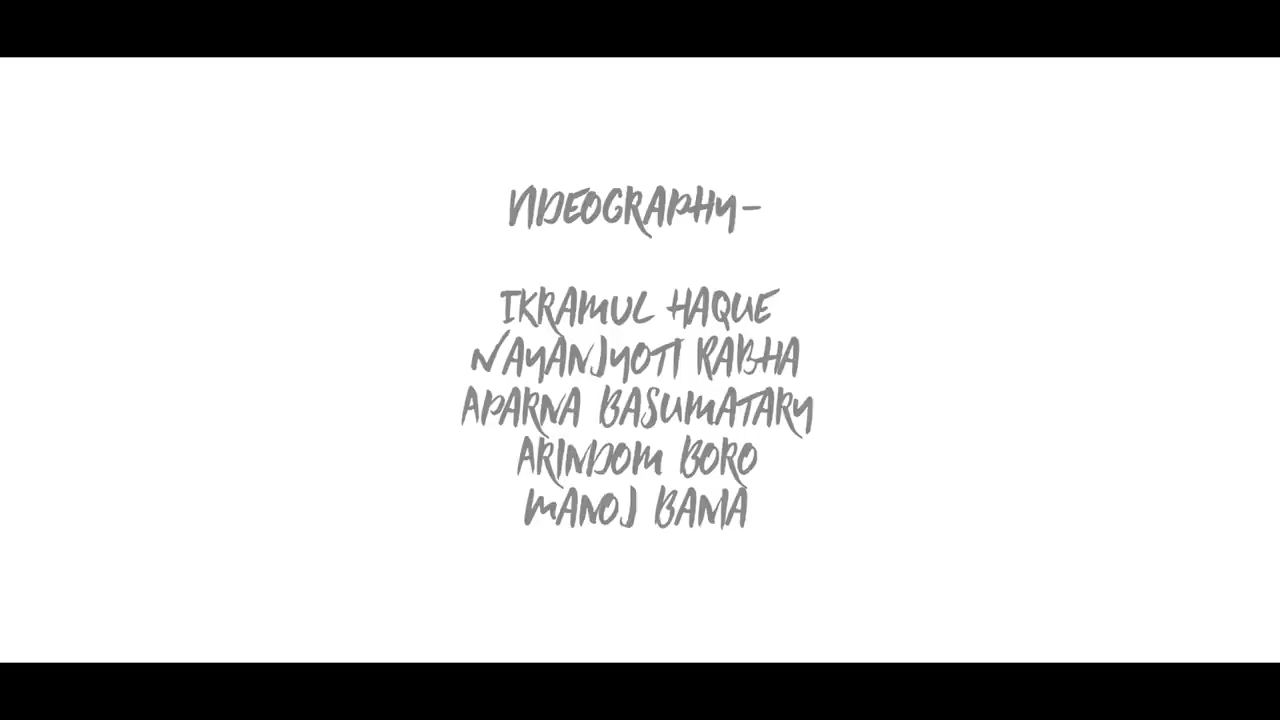 VIDEOGRAPHY-
IKRAMUL HAQUE
NAYANJYOTI RABHA
APARNA BASUMATARY
ARINDOM BORO
MANOJ BAMA